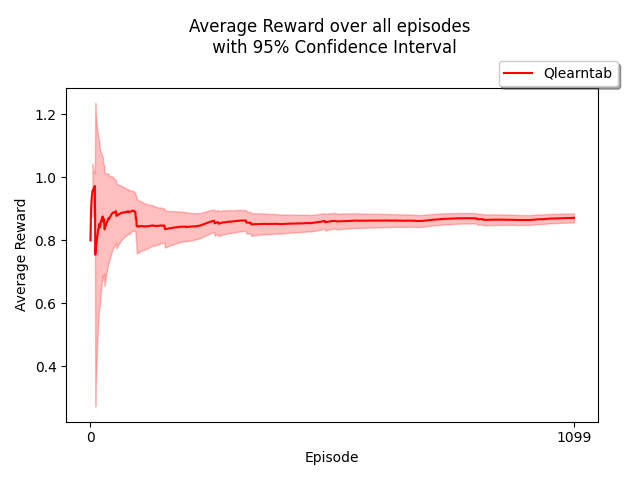 Average Reward over all episodes
with 95% Confidence Interval
Qlearntab
1.2
1.0
0.8
0.6
0.4
Average Reward
0
1099
Episode